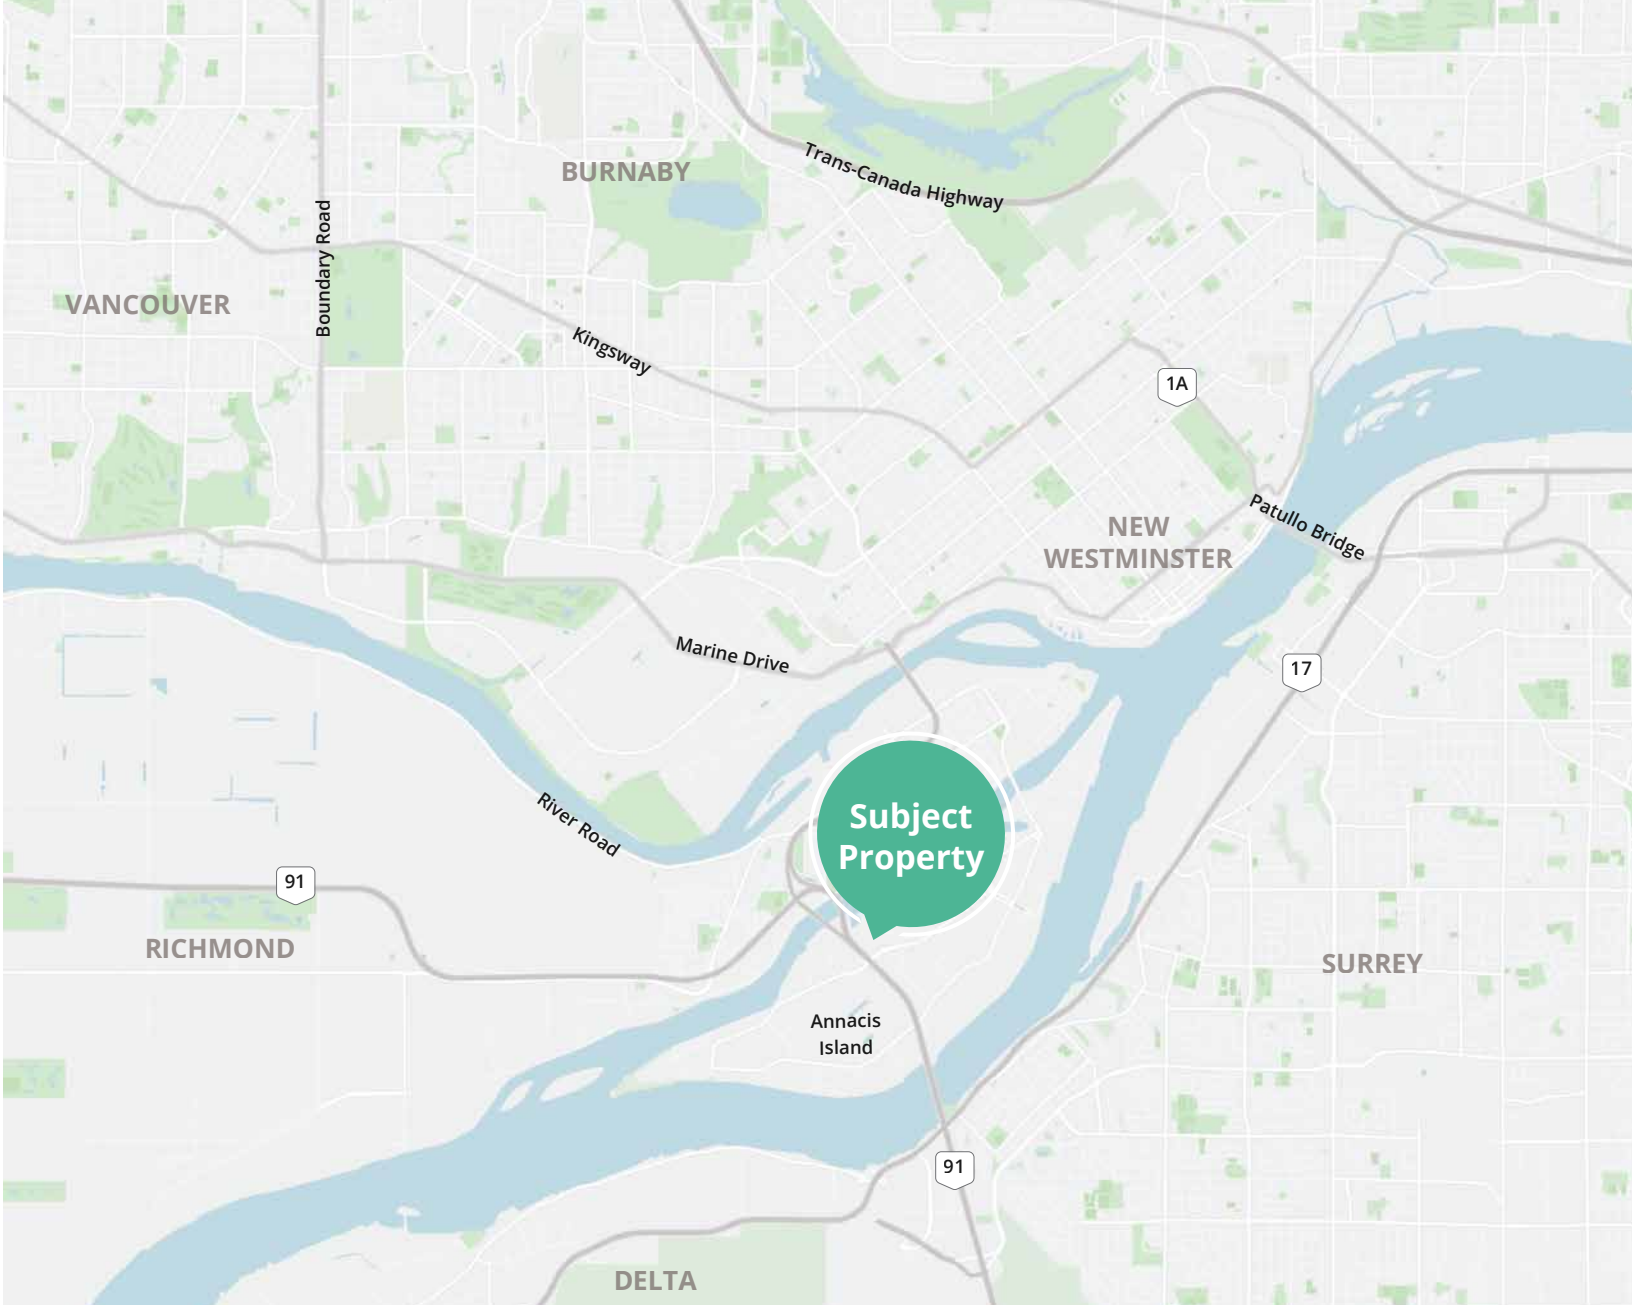 Trans-Canada Highway
BURNABY
Boundary Road
VANCOUVER
Kingsway
1A
Patullo Bridge
NEW
WESTMINSTER
Marine Drive
17
River Road
Subject
Property
91
RICHMOND
SURREY
Annacis
Island
91
DELTA